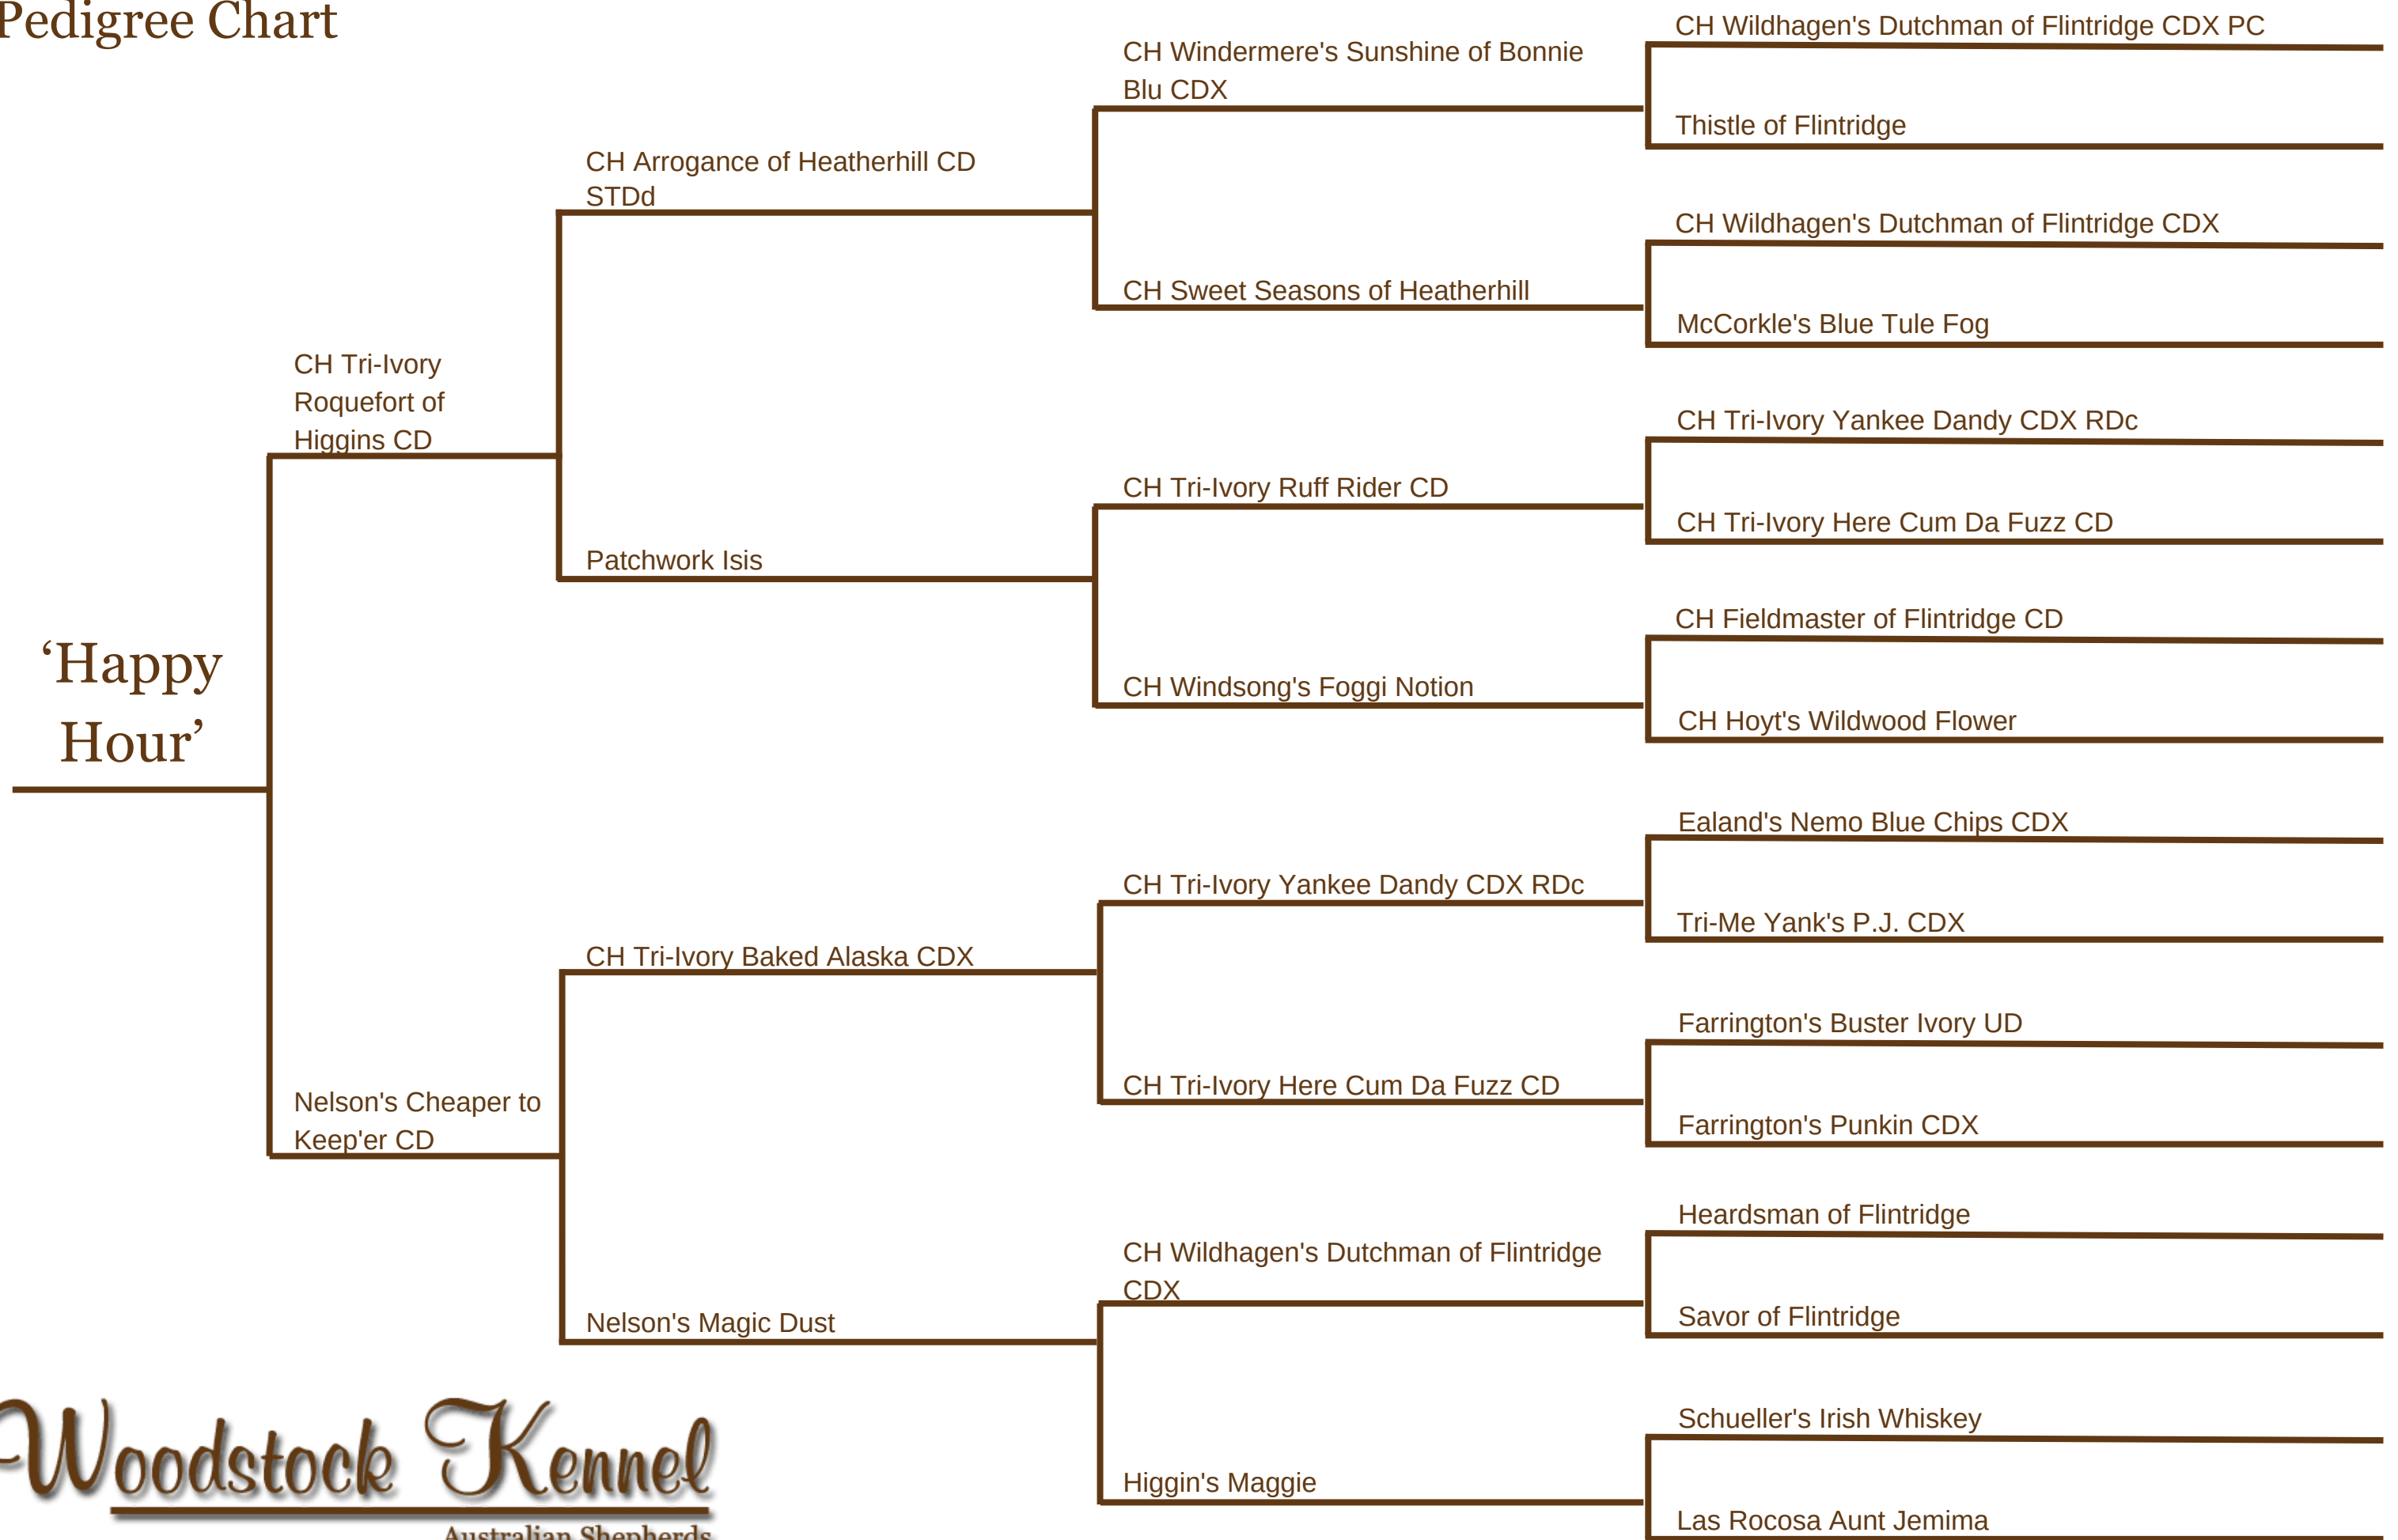 Pedigree Chart
‘Happy
Hour’
CH Tri-Ivory
Roquefort of
Higgins CD
Nelson's Cheaper to
Keep'er CD
CH Arrogance of Heatherhill CD
STDd
Patchwork Isis
CH Tri-Ivory Baked Alaska CDX
Nelson's Magic Dust
CH Windermere's Sunshine of Bonnie
Blu CDX
CH Sweet Seasons of Heatherhill
CH Tri-Ivory Ruff Rider CD
CH Windsong's Foggi Notion
CH Tri-Ivory Yankee Dandy CDX RDc
CH Tri-Ivory Here Cum Da Fuzz CD
CH Wildhagen's Dutchman of Flintridge
CDX
Higgin's Maggie
CH Wildhagen's Dutchman of Flintridge CDX PC
Thistle of Flintridge
CH Wildhagen's Dutchman of Flintridge CDX
McCorkle's Blue Tule Fog
CH Tri-Ivory Yankee Dandy CDX RDc
CH Tri-Ivory Here Cum Da Fuzz CD
CH Fieldmaster of Flintridge CD
CH Hoyt's Wildwood Flower
Ealand's Nemo Blue Chips CDX
Tri-Me Yank's P.J. CDX
Farrington's Buster Ivory UD
Farrington's Punkin CDX
Heardsman of Flintridge
Savor of Flintridge
Schueller's Irish Whiskey
Las Rocosa Aunt Jemima
Woodstock Kennel
Australian Shepherds